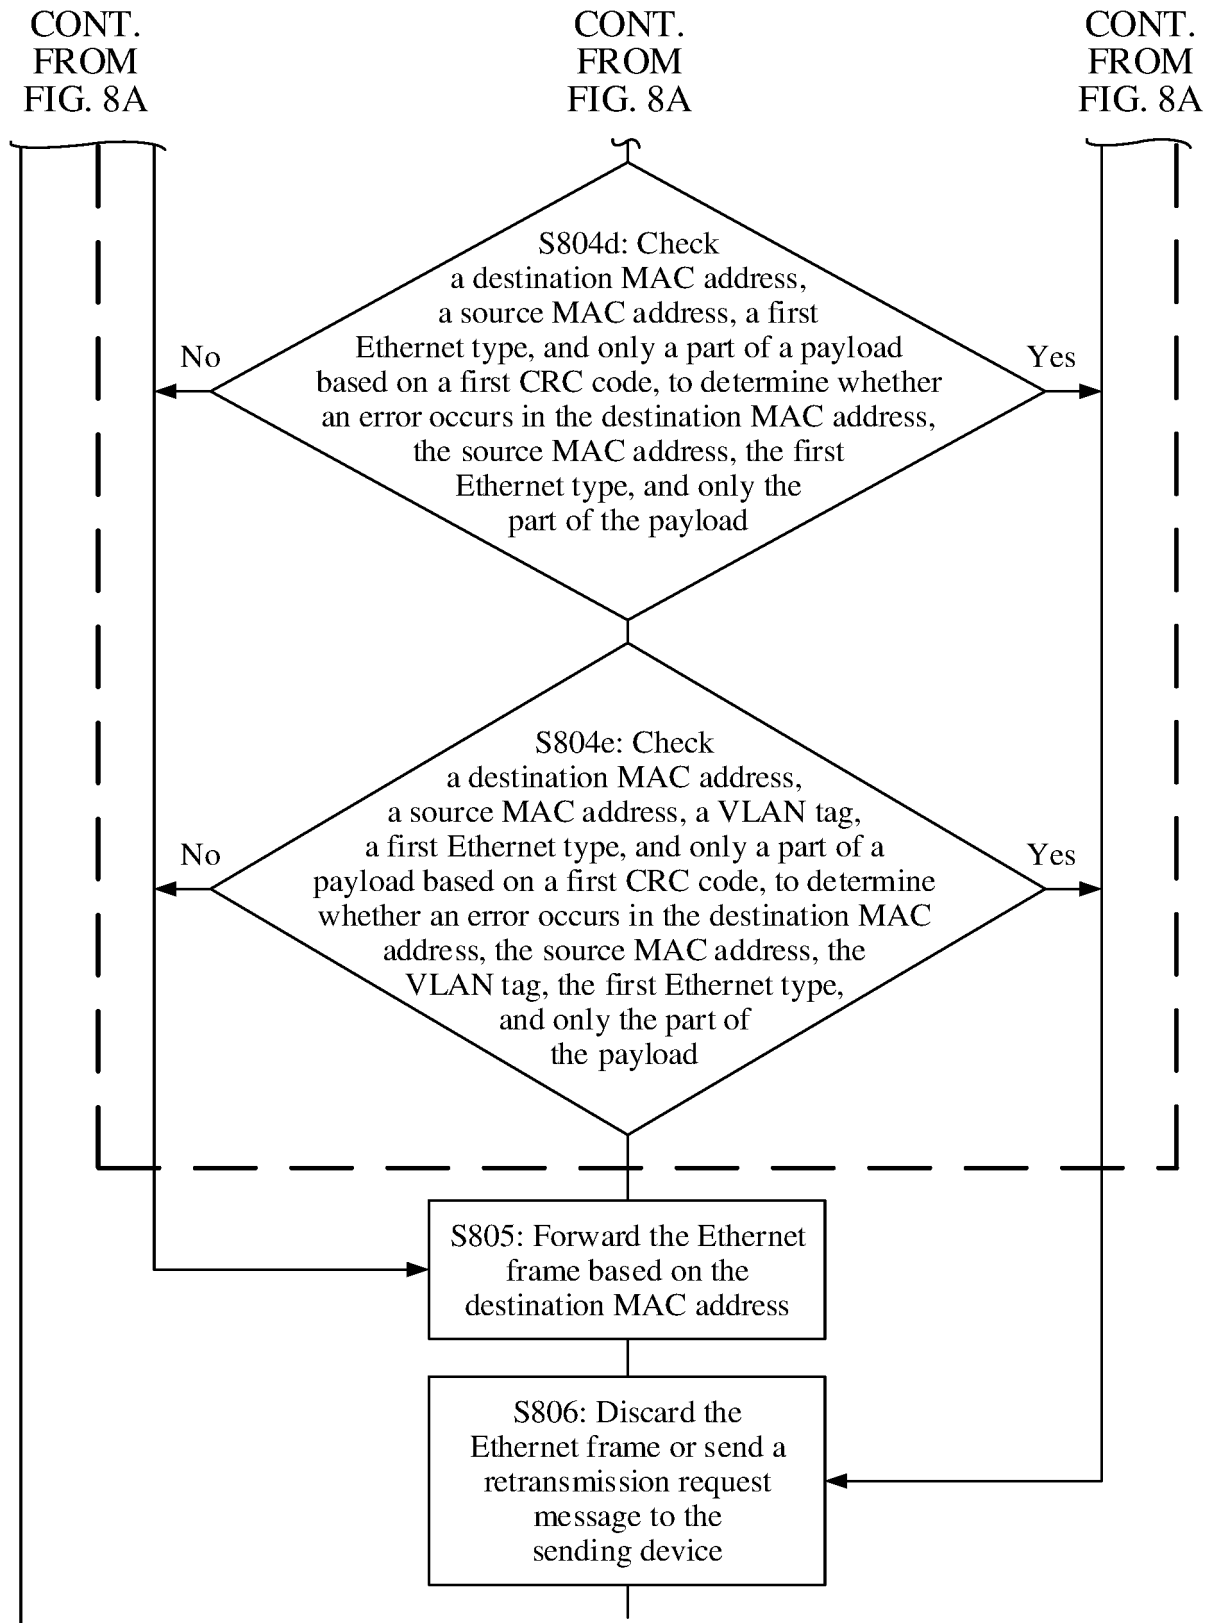 CONT.
FROM
FIG. 8A
CONT.
FROM
FIG. 8A
CONT.
FROM
FIG. 8A
S804d: Check
a destination MAC address,
a source MAC address, a first
Ethernet type, and only a part of a payload
based on a first CRC code, to determine whether
an error occurs in the destination MAC address,
the source MAC address, the first
Ethernet type, and only the
part of the payload
No
Yes
S804e: Check
a destination MAC address,
a source MAC address, a VLAN tag,
a first Ethernet type, and only a part of a
payload based on a first CRC code, to determine
whether an error occurs in the destination MAC
address, the source MAC address, the
VLAN tag, the first Ethernet type,
and only the part of
the payload
No
Yes
S805: Forward the Ethernet
frame based on the
destination MAC address
S806: Discard the
Ethernet frame or send a
retransmission request
message to the
sending device